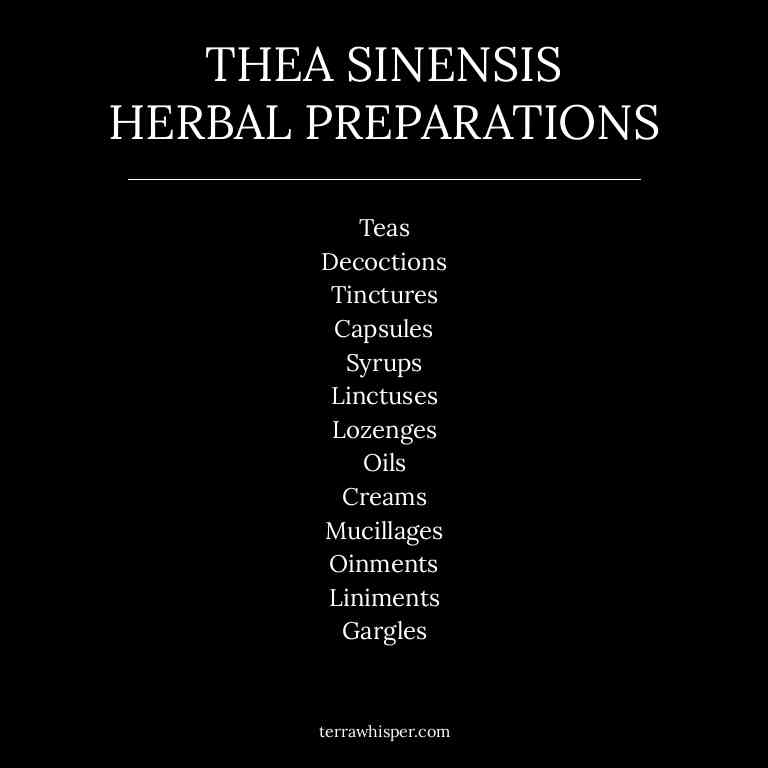 THEA SINENSIS
HERBAL PREPARATIONS
Teas
Decoctions
Tinctures
Capsules
Syrups
Linctuses
Lozenges
Oils
Creams
Mucillages
Oinments
Liniments
Gargles
terrawhisper.com